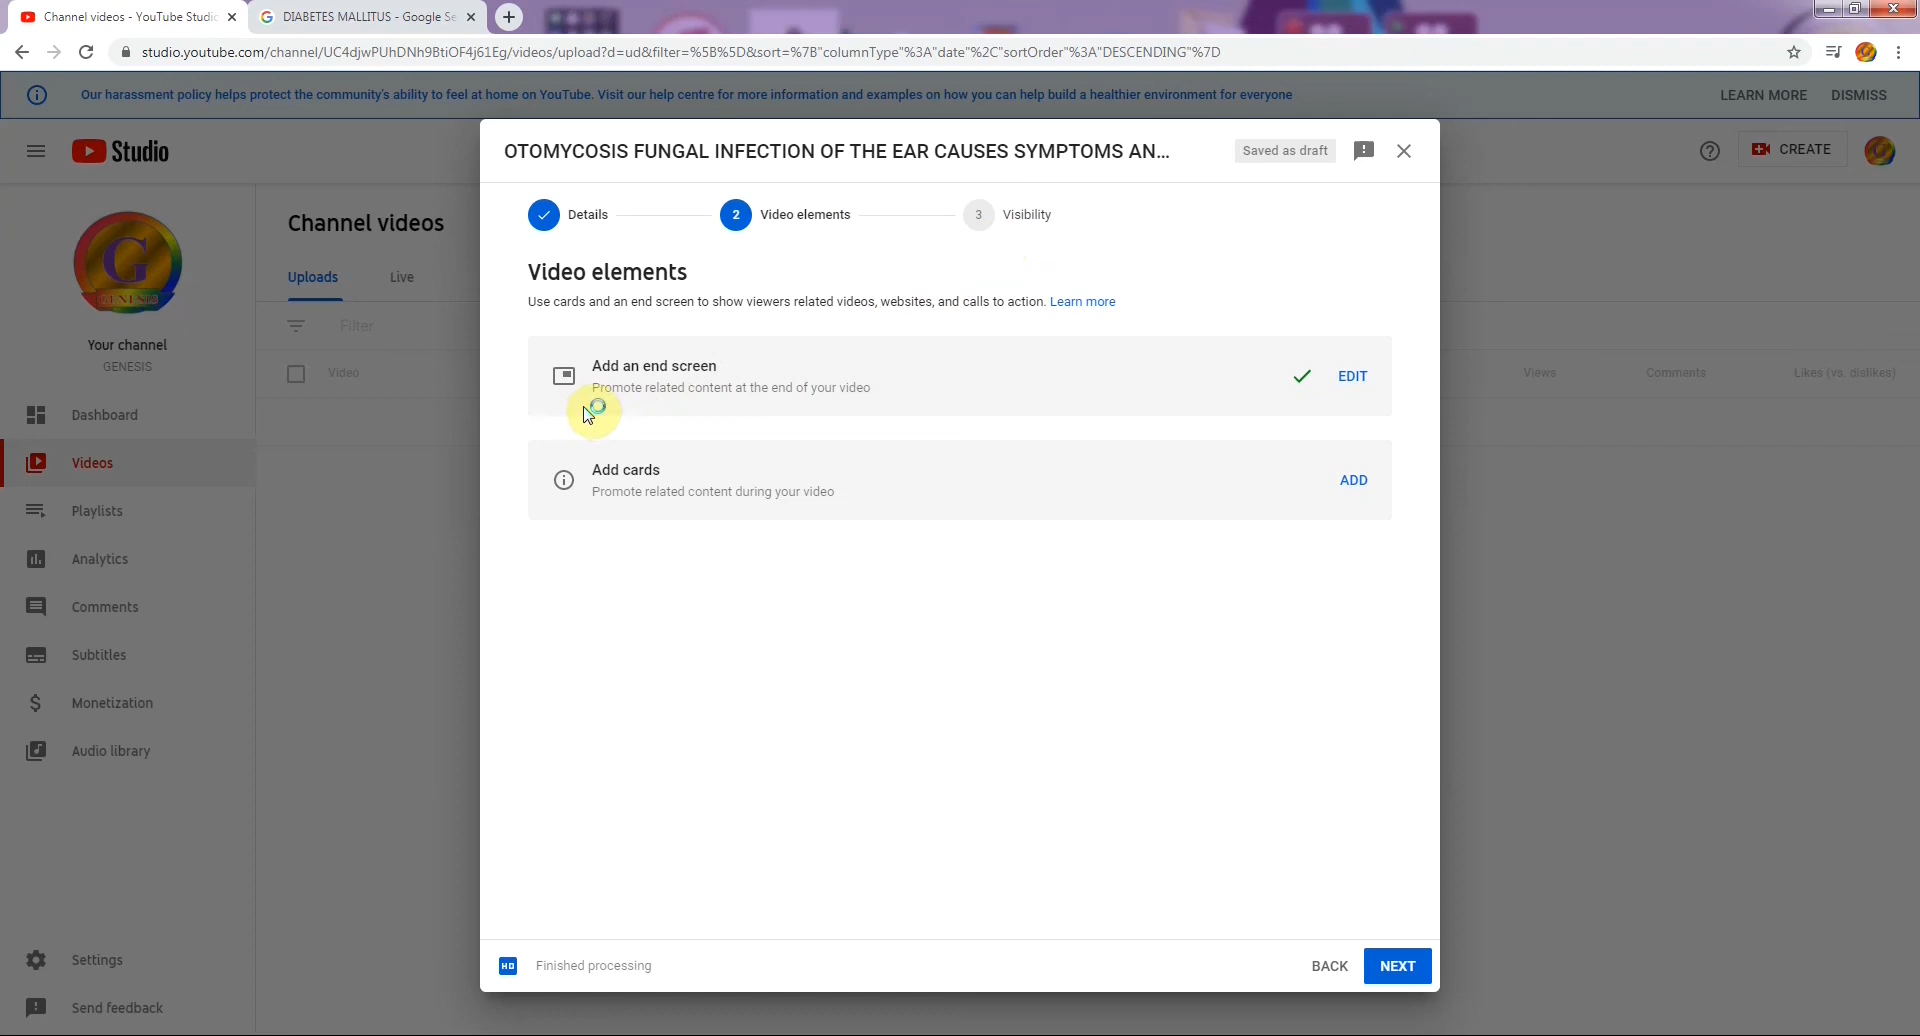 Channel videos - YouTube Studio
DIABETES MALLITUS - Google Se
studio.youtube.com/channel/UC4djwPUhDNh9BtiOF4j61Eg/videos/upload?d=ud&filter=%5B%5D&sort=%7B"columnType"%3A"date"%2C"sortOrder"%3A"DESCENDING"%7D
Our harassment policy helps protect the community's ability to feel at home on YouTube. Visit our help centre for more information and examples on how you can help build a healthier environment for everyone
LEARN MORE DISMISS
Studio
CREATE
OTOMYCOSIS FUNGAL INFECTION OF THE EAR CAUSES SYMPTOMS AN...
Saved as draft
Details
2 Video elements
3 Visibility
Channel videos
Uploads Live
Filter
Video
Views Comments Likes (vs. dislikes)
G
GENESIS
Your channel
GENESIS
Dashboard
Videos
Playlists
Analytics
Comments
Subtitles
Monetization
Audio library
Settings
Send feedback
Video elements
Use cards and an end screen to show viewers related videos, websites, and calls to action. Learn more
Add an end screen
Promote related content at the end of your video
EDIT
Add cards
Promote related content during your video
ADD
HD Finished processing
BACK NEXT